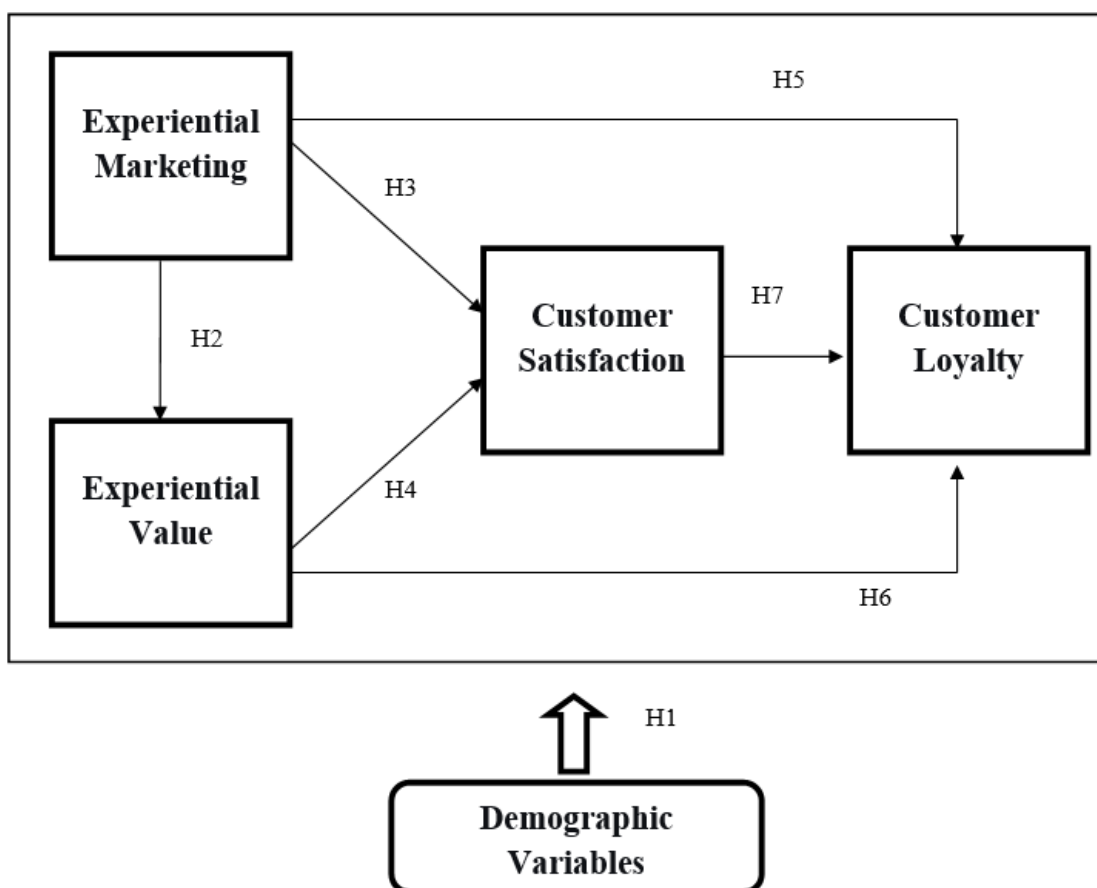 Experiential
Marketing
H5
H3
H2
Customer
Satisfaction
H7
Customer
Loyalty
Experiential
Value
H4
H6
H1
Demographic
Variables